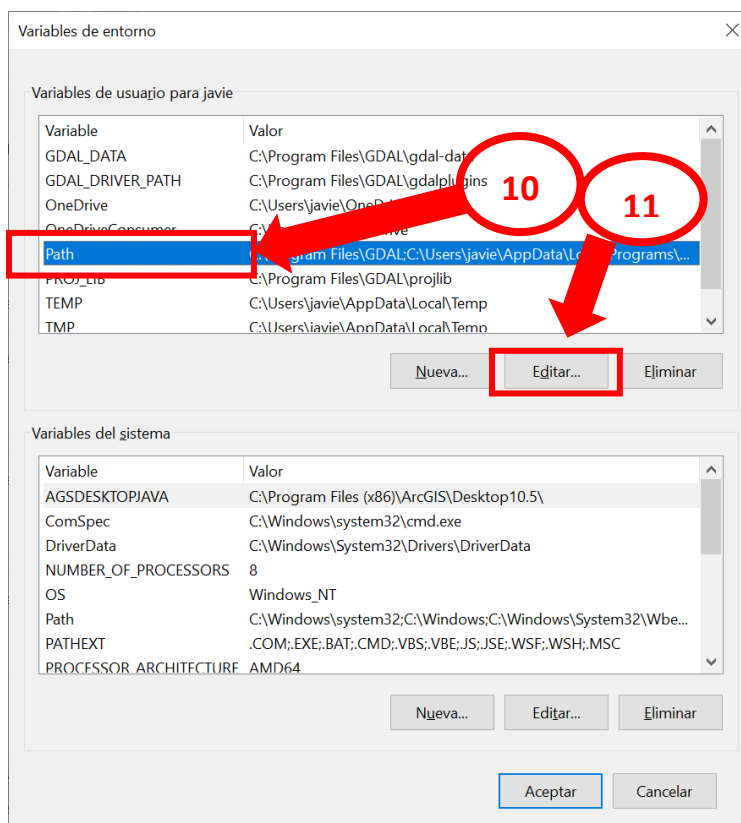 Variables de entorno
Variables de usuario para javie
Variable Valor
GDAL_DATA C:\Program Files\GDAL\gdal-data
GDAL_DRIVER_PATH C:\Program Files\GDAL\gdalplugins
OneDrive C:\Users\javie\OneDrive
OneDriveConsumer
Path C:\Program Files\GDAL;C:\Users\javie\AppData\Local\Programs\...
PROJ_LIB C:\Program Files\GDAL\projlib
TEMP C:\Users\javie\AppData\Local\Temp
TMP C:\Users\javie\AppData\Local\Temp
10
11
Nueva... Editar... Eliminar
Variables del sistema
Variable Valor
AGSDESKTOPJAVA C:\Program Files (x86)\ArcGIS\Desktop10.5\
ComSpec C:\Windows\system32\cmd.exe
DriverData C:\Windows\System32\Drivers\DriverData
NUMBER_OF_PROCESSORS 8
OS Windows_NT
Path C:\Windows\system32;C:\Windows;C:\Windows\System32\Wbe...
PATHEXT .COM;.EXE;.BAT;.CMD;.VBS;.VBE;.JS;.JSE;.WSF;.WSH;.MSC
PROCESSOR_ARCHITECTURE AMD64
Nueva... Editar... Eliminar
Aceptar Cancelar